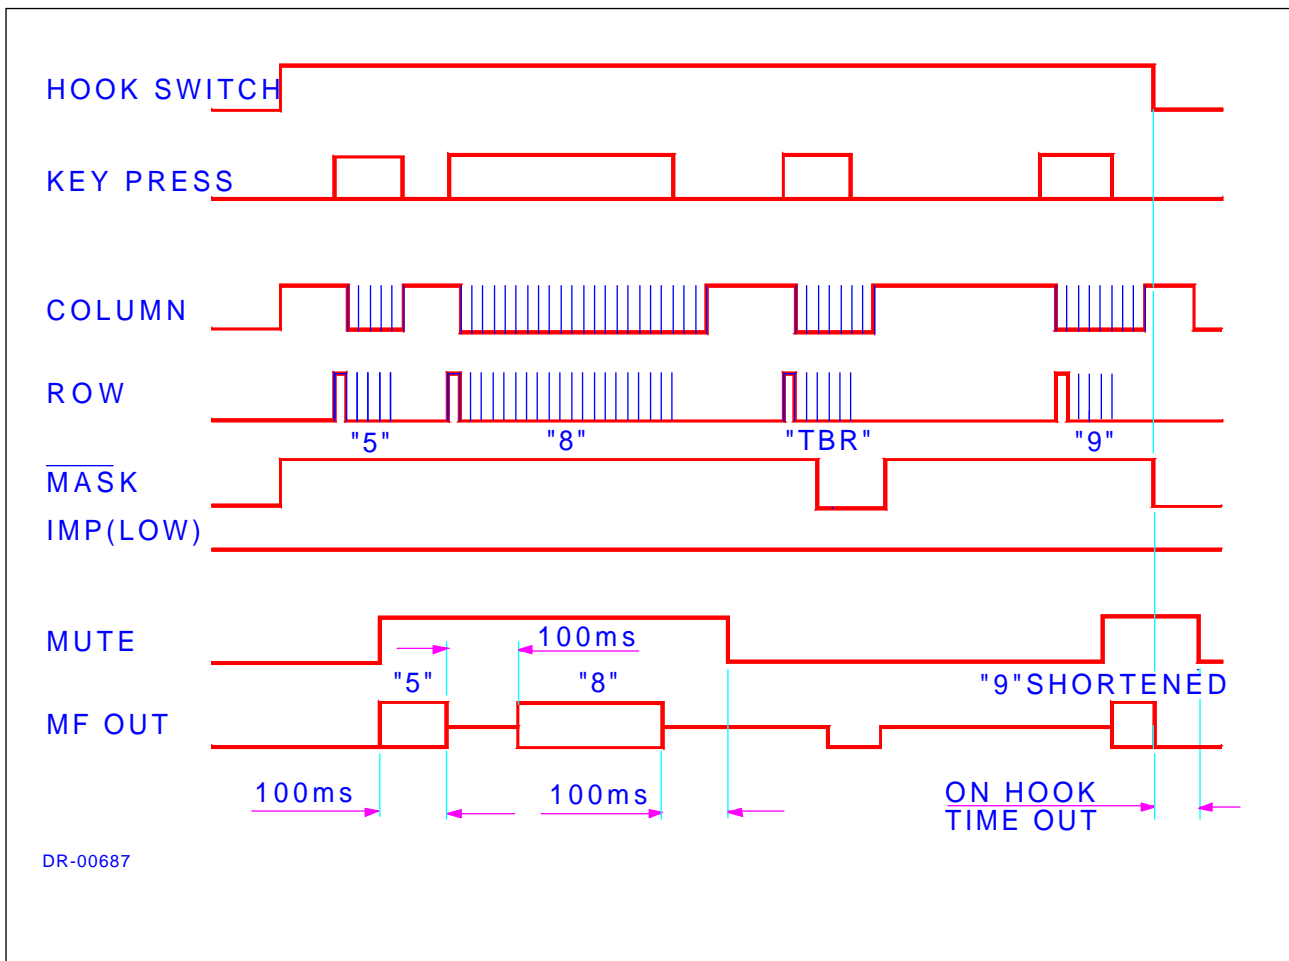 HOOK SWITCH
KEY PRESS
COLUMN
ROW
"5" "8" "TBR" "9"
MASK
IMP(LOW)
MUTE
100ms
"5" "8" "9"SHORTENED
MF OUT
100ms 100ms ON HOOK
TIME OUT
DR-00687